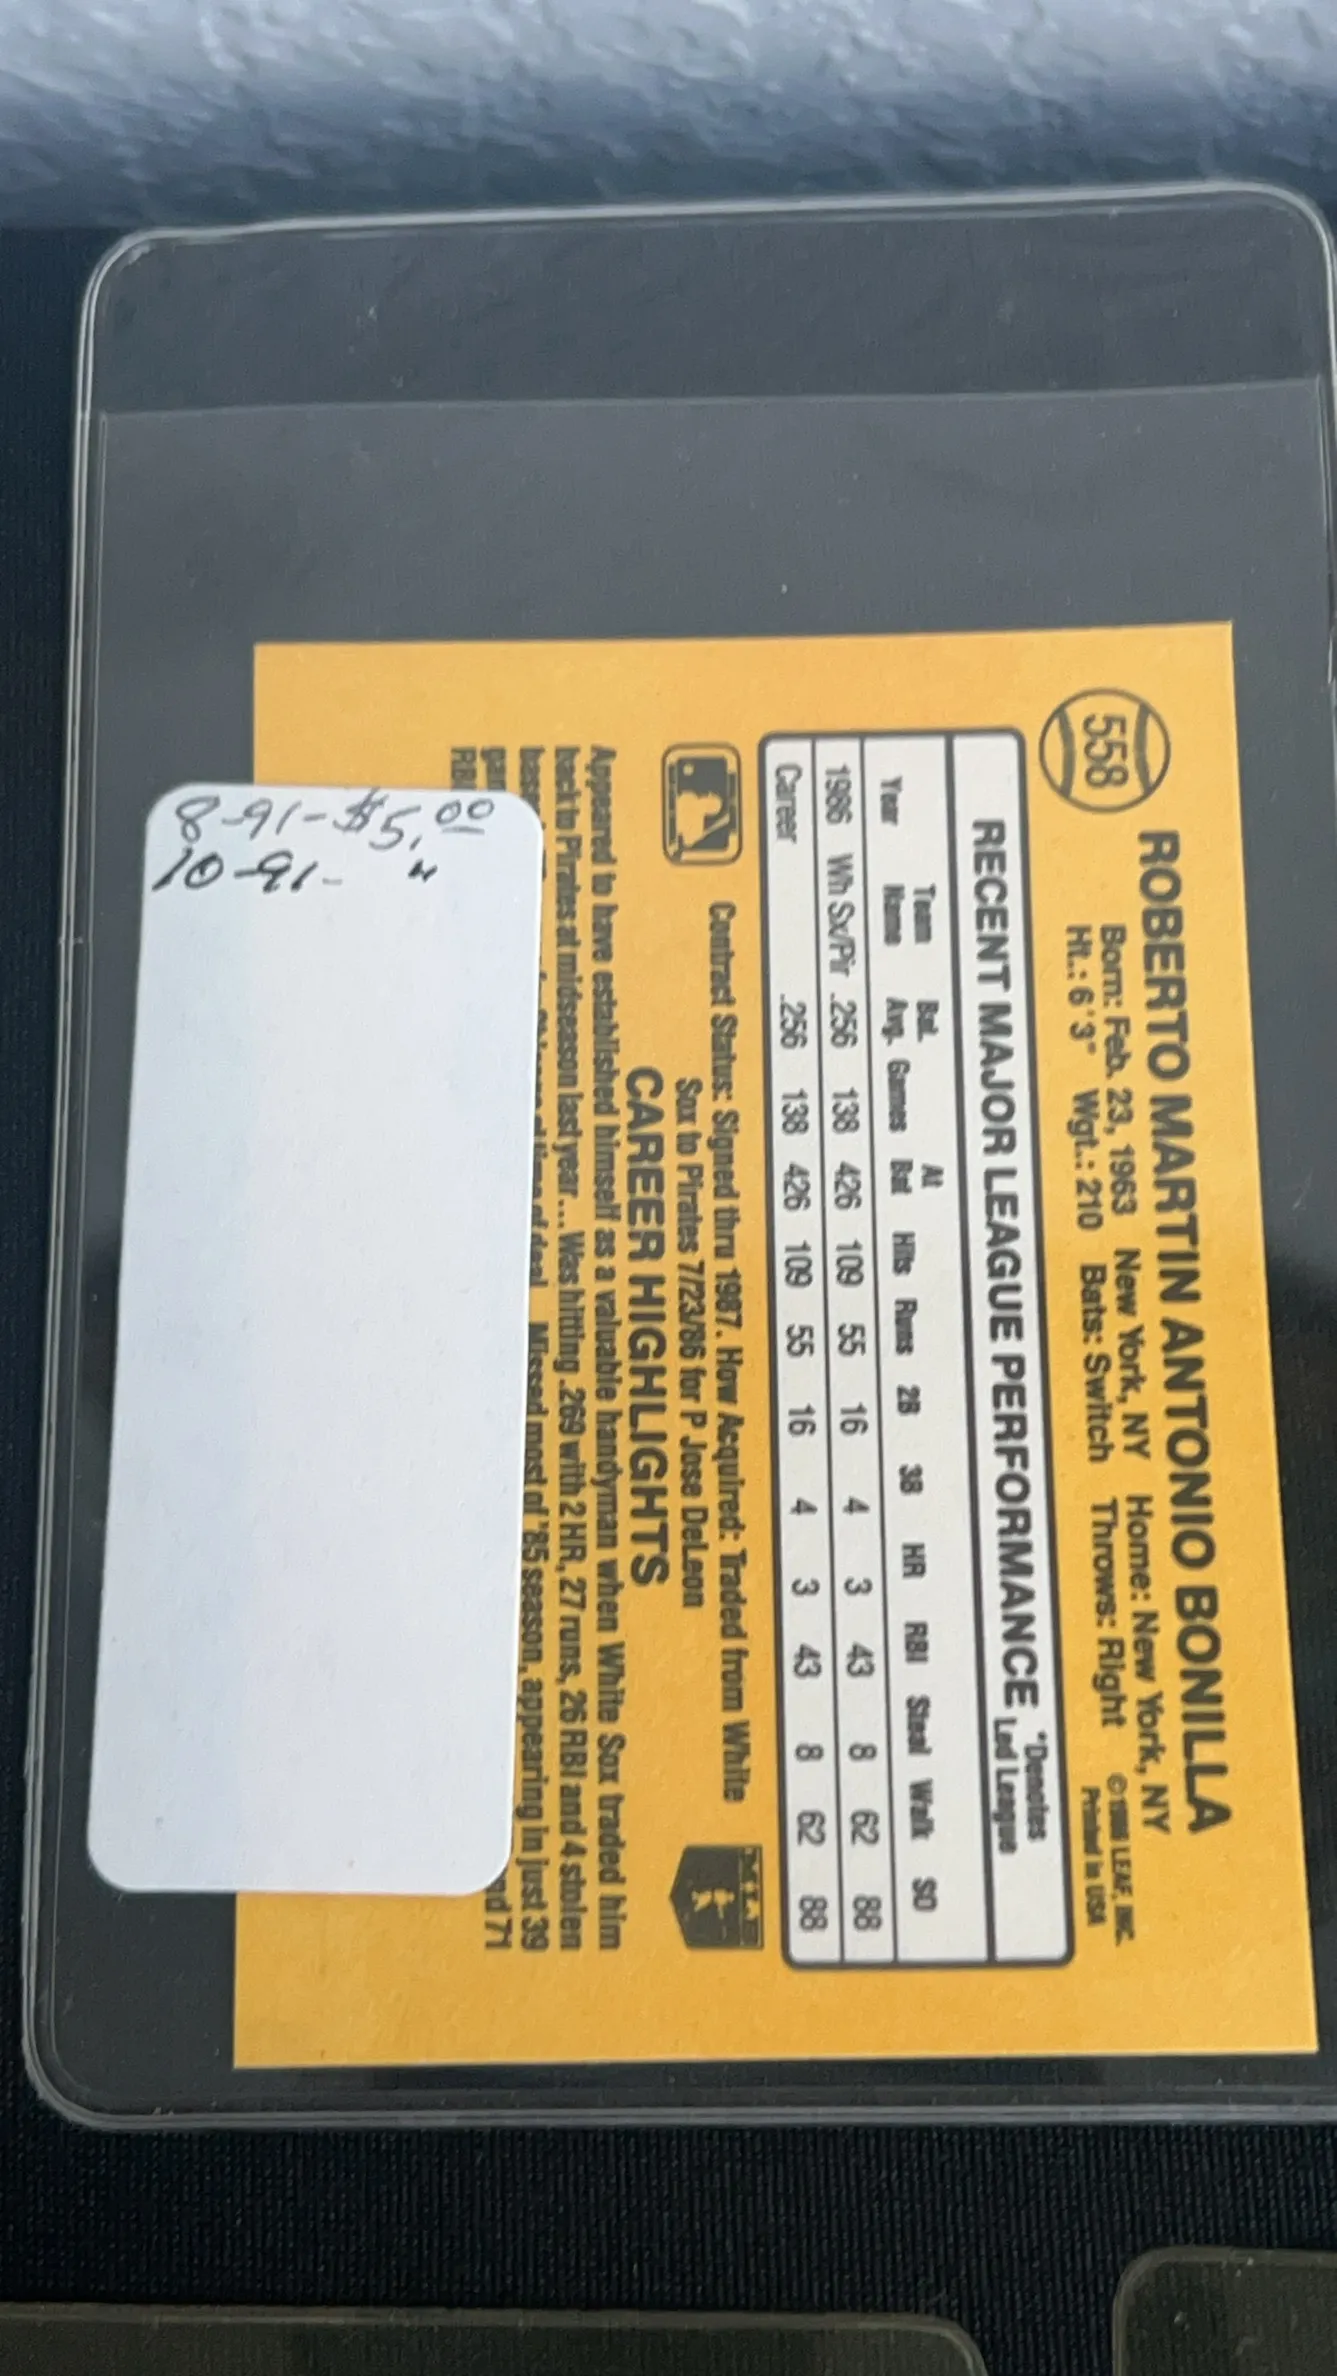 558
ROBERTO MARTIN ANTONIO BONILLA
Born: Feb. 23, 1963 New York, NY Home: New York, NY
Ht.: 6'3" Wgt.: 210 Bats: Switch Throws: Right
LEAF, INC.
Printed in USA
RECENT MAJOR LEAGUE PERFORMANCE
*Denotes
Led League
Year Team Name Bat. Avg. Games At Bat Hits Runs 2B 3B HR RBI Steal Walk SO
1986 Wh Sx/Pir .256 138 426 109 55 16 4 3 43 8 62 88
Career .256 138 426 109 55 16 4 3 43 8 62 88
Contract Status: Signed thru 1987. How Acquired: Traded from White
Sox to Pirates 7/23/86 for P Jose DeLeon
MLBPA
CAREER HIGHLIGHTS
Appeared to have established himself as a valuable handyman when White Sox traded him
back to Pirates at midseason last year... Was hitting .269 with 2 HR, 27 runs, 26 RBI and 4 stolen
Missed most of '85 season, appearing in just 39
71
8-91-$5.00
10-91- "